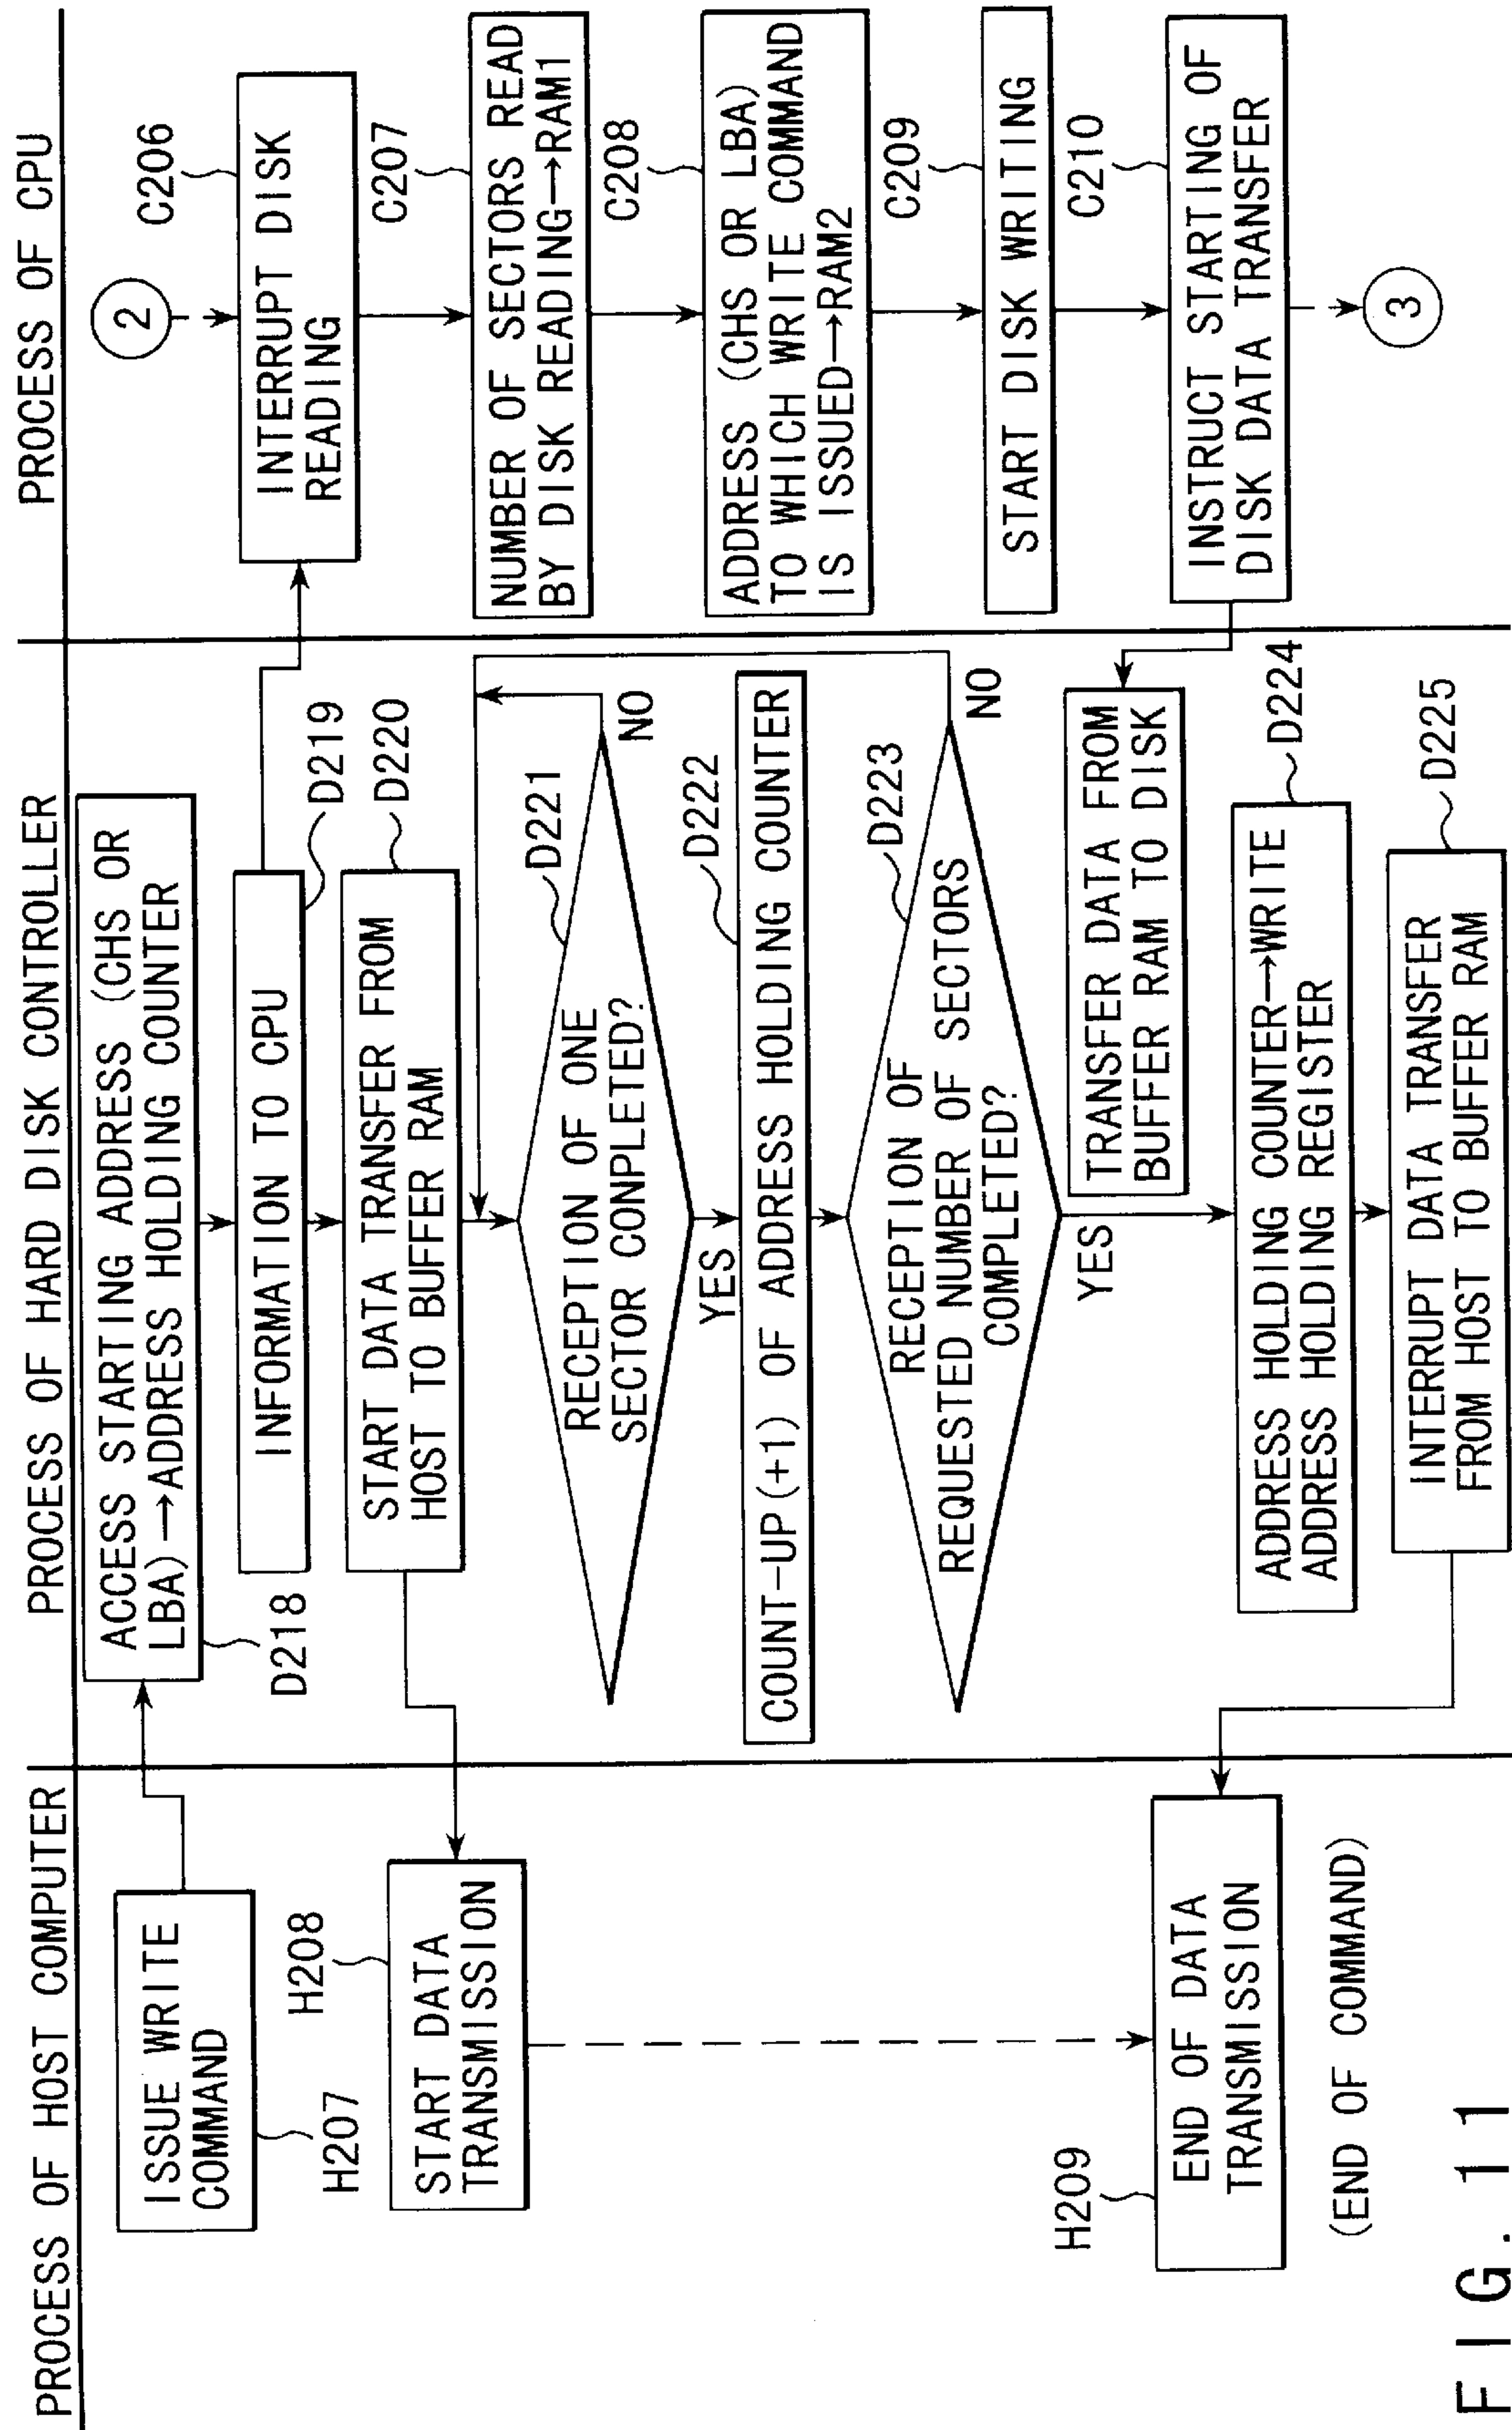 PROCESS OF HOST COMPUTER
ISSUE WRITE
COMMAND
H207
H208
START DATA
TRANSMISSION
H209
END OF DATA
TRANSMISSION
(END OF COMMAND)
PROCESS OF HARD DISK CONTROLLER
ACCESS STARTING ADDRESS (CHS OR
LBA)→ADDRESS HOLDING COUNTER
D218
INFORMATION TO CPU
D219
START DATA TRANSFER FROM
HOST TO BUFFER RAM
D220
RECEPTION OF ONE
SECTOR CONPLETED?
D221
NO
YES
D222
COUNT-UP(+1) OF ADDRESS HOLDING COUNTER
RECEPTION OF
REQUESTED NUMBER OF SECTORS
COMPLETED?
D223
NO
YES
TRANSFER DATA FROM
BUFFER RAM TO DISK
ADDRESS HOLDING COUNTER→WRITE
ADDRESS HOLDING REGISTER
D224
INTERRUPT DATA TRANSFER
FROM HOST TO BUFFER RAM
D225
PROCESS OF CPU
2
C206
INTERRUPT DISK
READING
C207
NUMBER OF SECTORS READ
BY DISK READING→RAM1
C208
ADDRESS (CHS OR LBA)
TO WHICH WRITE COMMAND
IS ISSUED→RAM2
C209
START DISK WRITING
C210
INSTRUCT STARTING OF
DISK DATA TRANSFER
3
FIG. 11